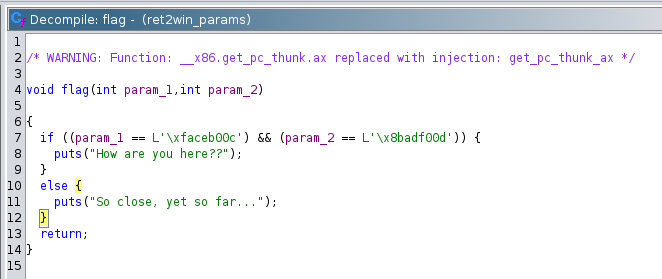 Decompile: flag - (ret2win_params)
1
2 /* WARNING: Function: __x86.get_pc_thunk.ax replaced with injection: get_pc_thunk_ax */
3
4 void flag(int param_1,int param_2)
5
6 {
7   if ((param_1 == L'\xfaceb00c') && (param_2 == L'\x8badf00d')) {
8     puts("How are you here??");
9   }
10   else {
11     puts("So close, yet so far...");
12   }
13   return;
14 }
15